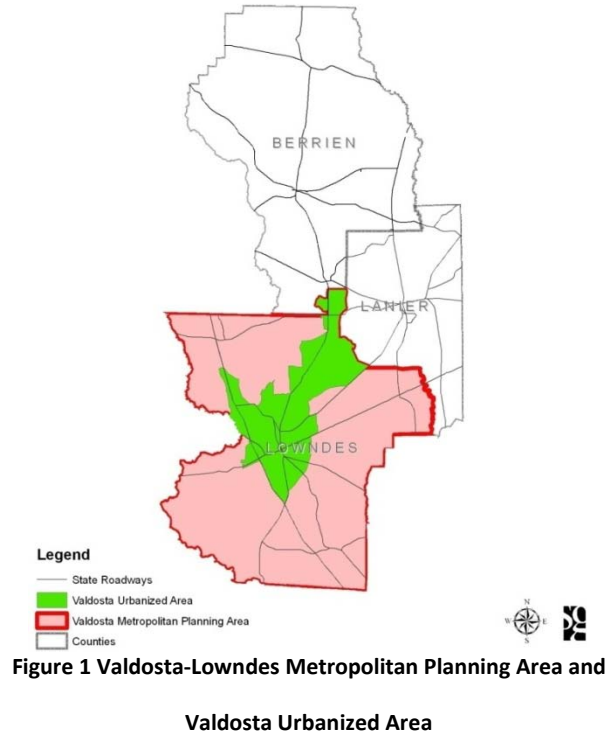 BERRIEN
LANIER
LOWNDES
Legend
State Roadways
Valdosta Urbanized Area
Valdosta Metropolitan Planning Area
Counties
N
W E
S
Figure 1 Valdosta-Lowndes Metropolitan Planning Area and
Valdosta Urbanized Area